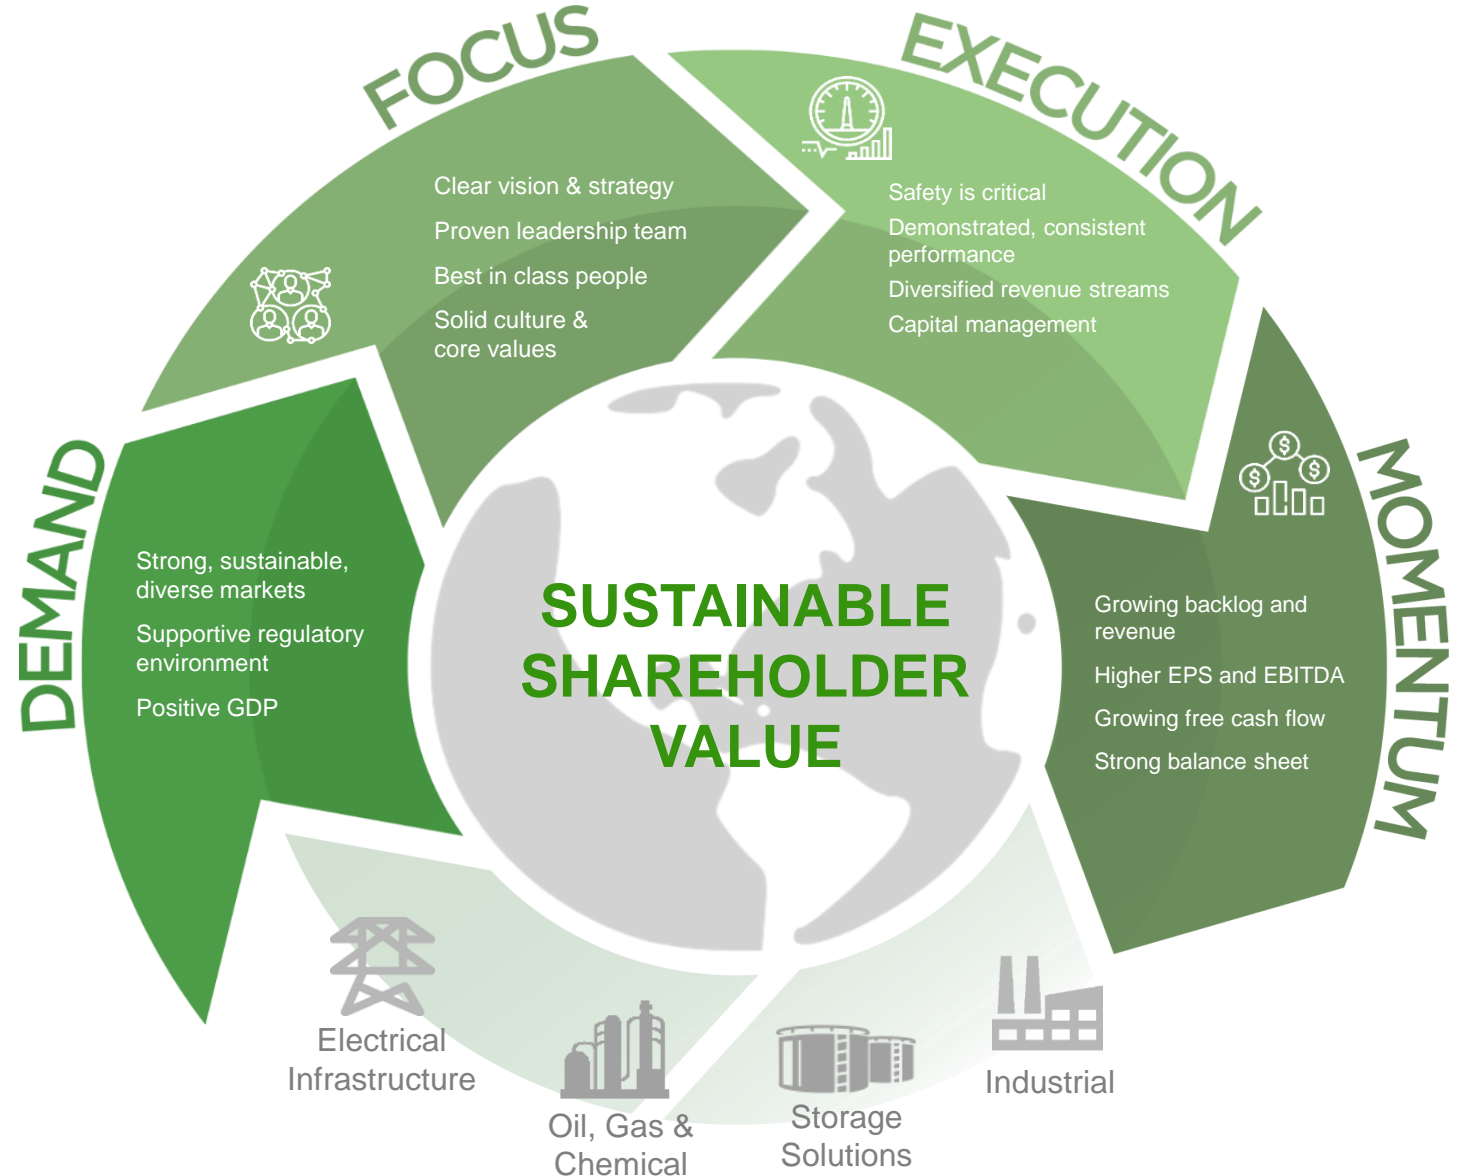 FOCUS
Clear vision & strategy
Proven leadership team
Best in class people
Solid culture &
core values
EXECUTION
Safety is critical
Demonstrated, consistent
performance
Diversified revenue streams
Capital management
DEMAND
Strong, sustainable,
diverse markets
Supportive regulatory
environment
Positive GDP
SUSTAINABLE
SHAREHOLDER
VALUE
MOMENTUM
$
$
$
Growing backlog and
revenue
Higher EPS and EBITDA
Growing free cash flow
Strong balance sheet
Electrical
Infrastructure
Oil, Gas &
Chemical
Storage
Solutions
Industrial